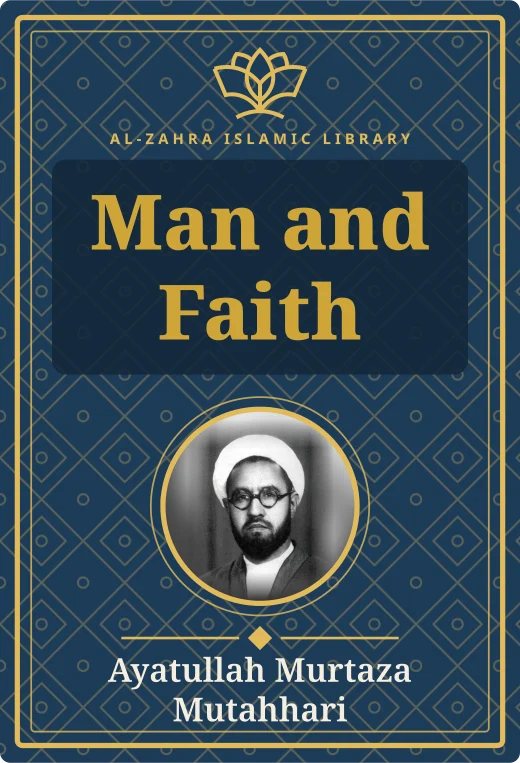 AL-ZAHRA ISLAMIC LIBRARY
Man and
Faith
Ayatullah Murtaza
Mutahhari